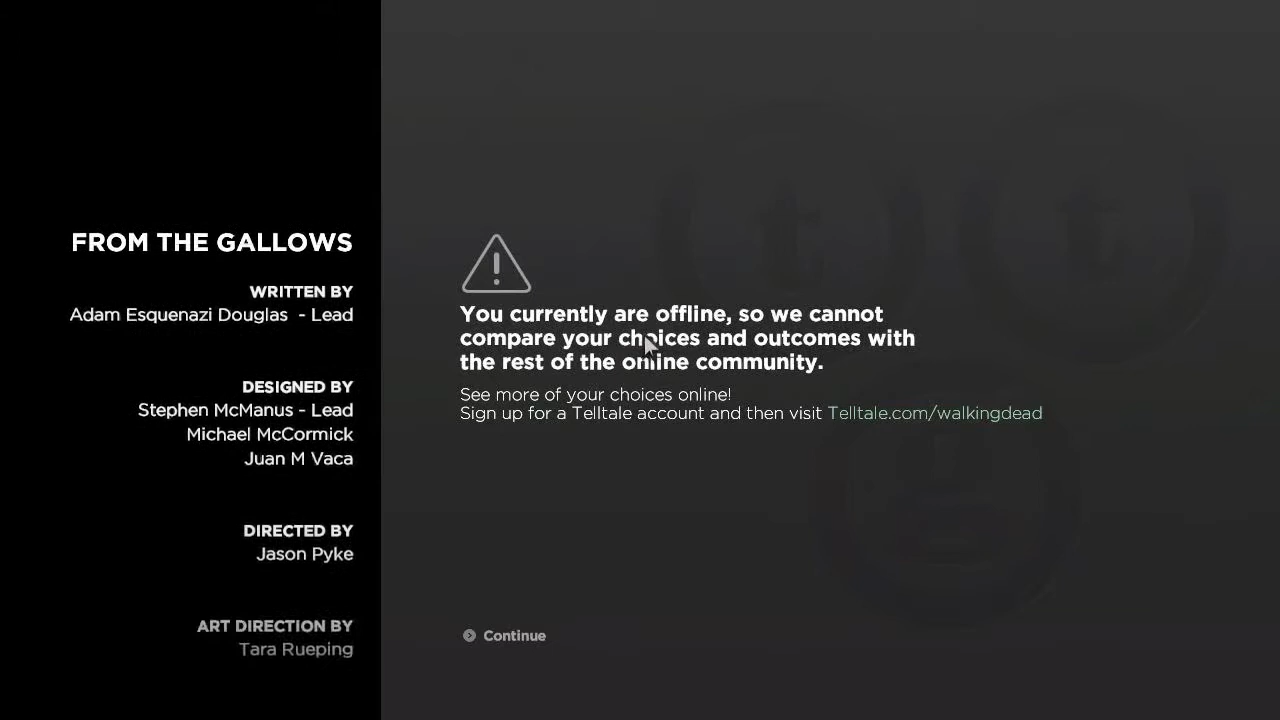 FROM THE GALLOWS
WRITTEN BY
Adam Esquenazi Douglas - Lead
DESIGNED BY
Stephen McManus - Lead
Michael McCormick
Juan M Vaca
DIRECTED BY
Jason Pyke
ART DIRECTION BY
Tara Rueping
You currently are offline, so we cannot
compare your choices and outcomes with
the rest of the online community.
See more of your choices online!
Sign up for a Telltale account and then visit Telltale.com/walkingdead
Continue